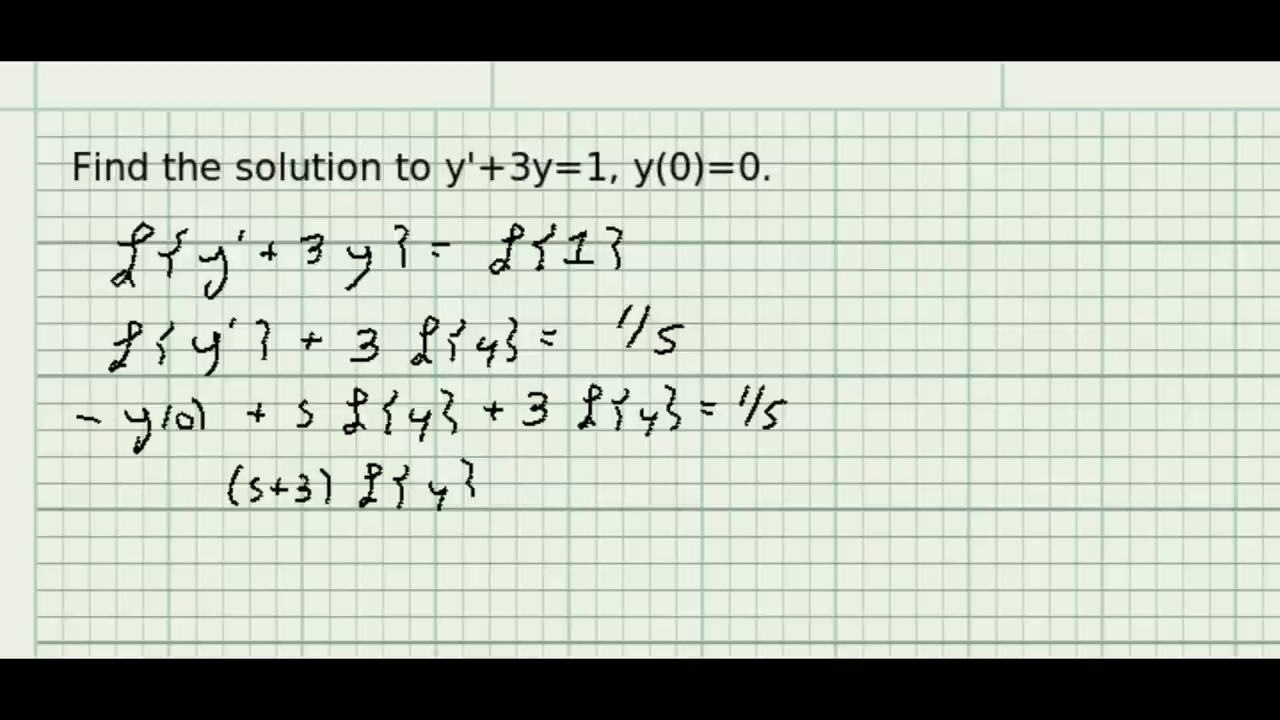 Find the solution to y'+3y=1, y(0)=0.
ℒ{y' + 3y} = ℒ{1}
ℒ{y'} + 3 ℒ{y} = 1/s
- y(0) + s ℒ{y} + 3 ℒ{y} = 1/s
(s+3) ℒ{y}